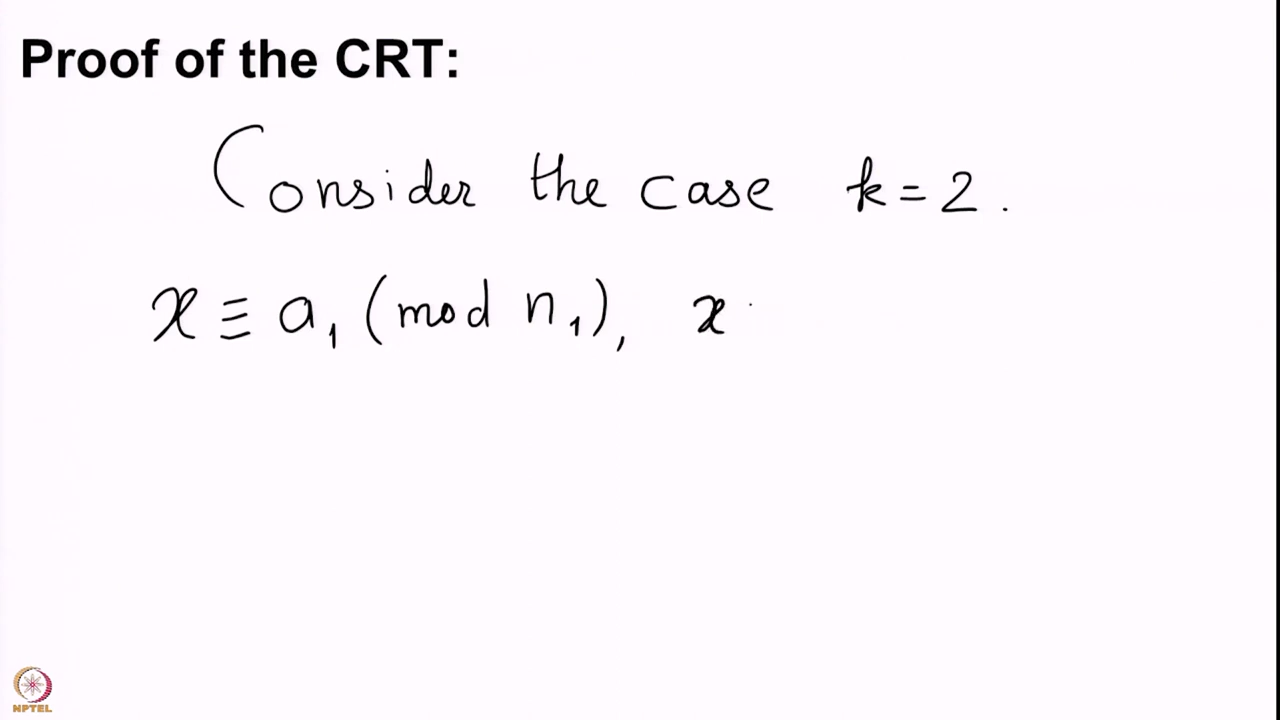 Proof of the CRT:
Consider the case k = 2.
x ≡ a₁ (mod n₁), x
NPTEL